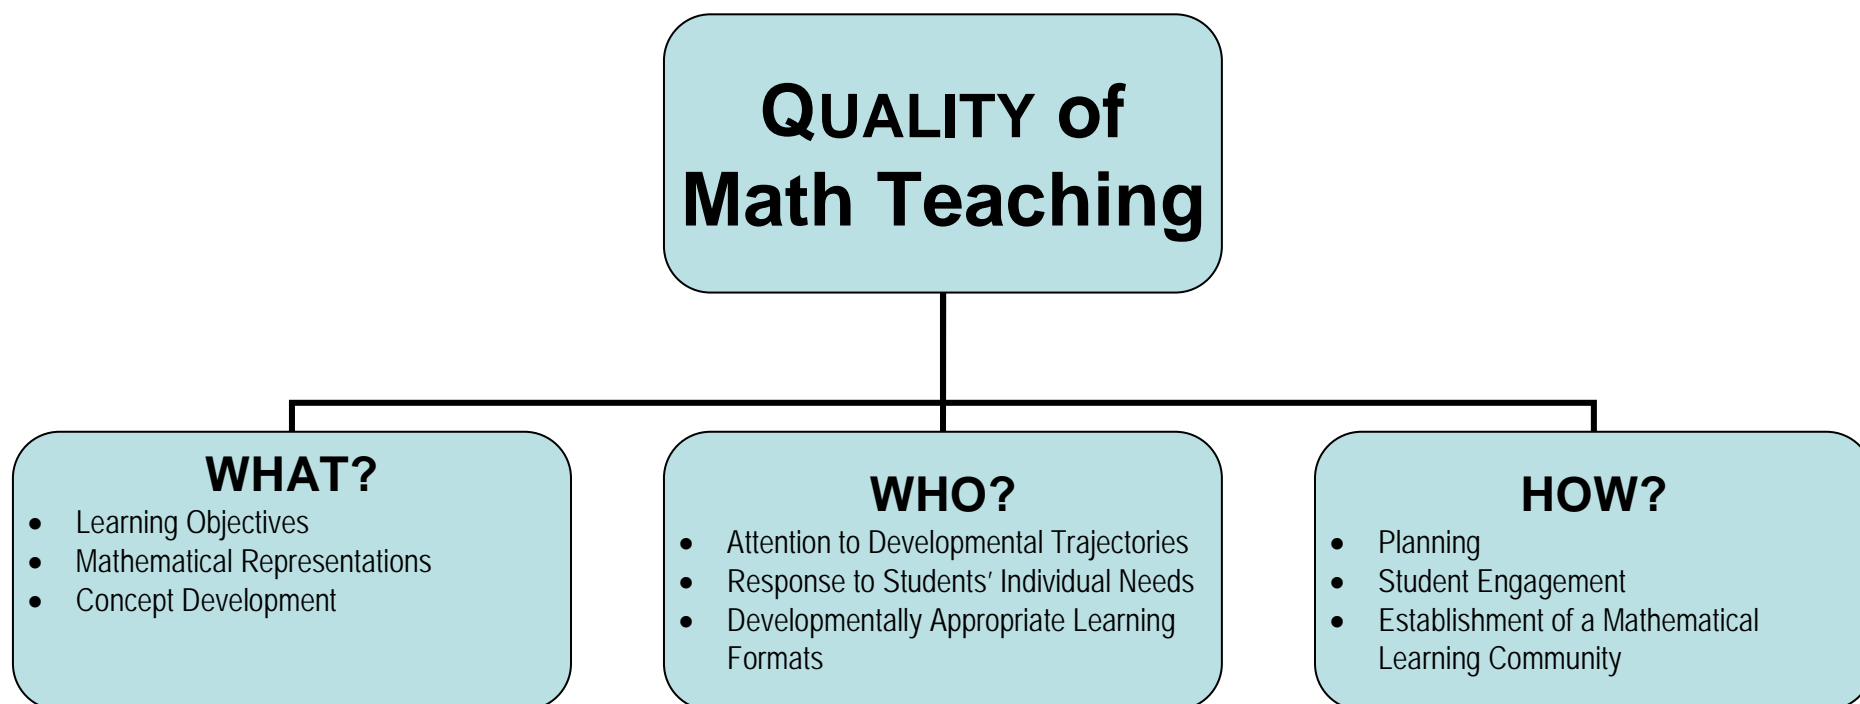 QUALITY of
Math Teaching
WHAT?
• Learning Objectives
• Mathematical Representations
• Concept Development
WHO?
• Attention to Developmental Trajectories
• Response to Students’ Individual Needs
• Developmentally Appropriate Learning
Formats
HOW?
• Planning
• Student Engagement
• Establishment of a Mathematical
Learning Community